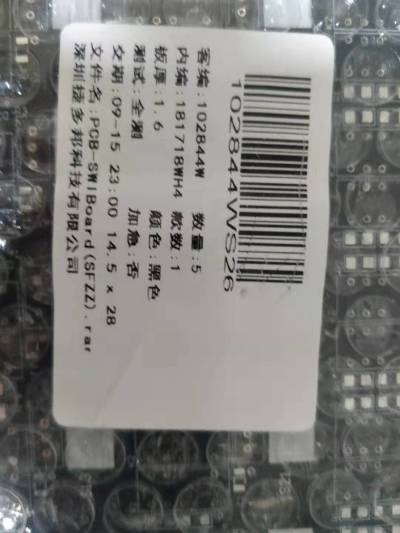 102844WS26
客编:102844W 数量:5
内编:181718WH4 款数:1
板厚:1.6 颜色:黑色
测试:全测 加急:否
交期:09-15 23:00 14.5 x 28
文件名:PCB-SWIBoard(SFZZ).rar
深圳捷多邦科技有限公司